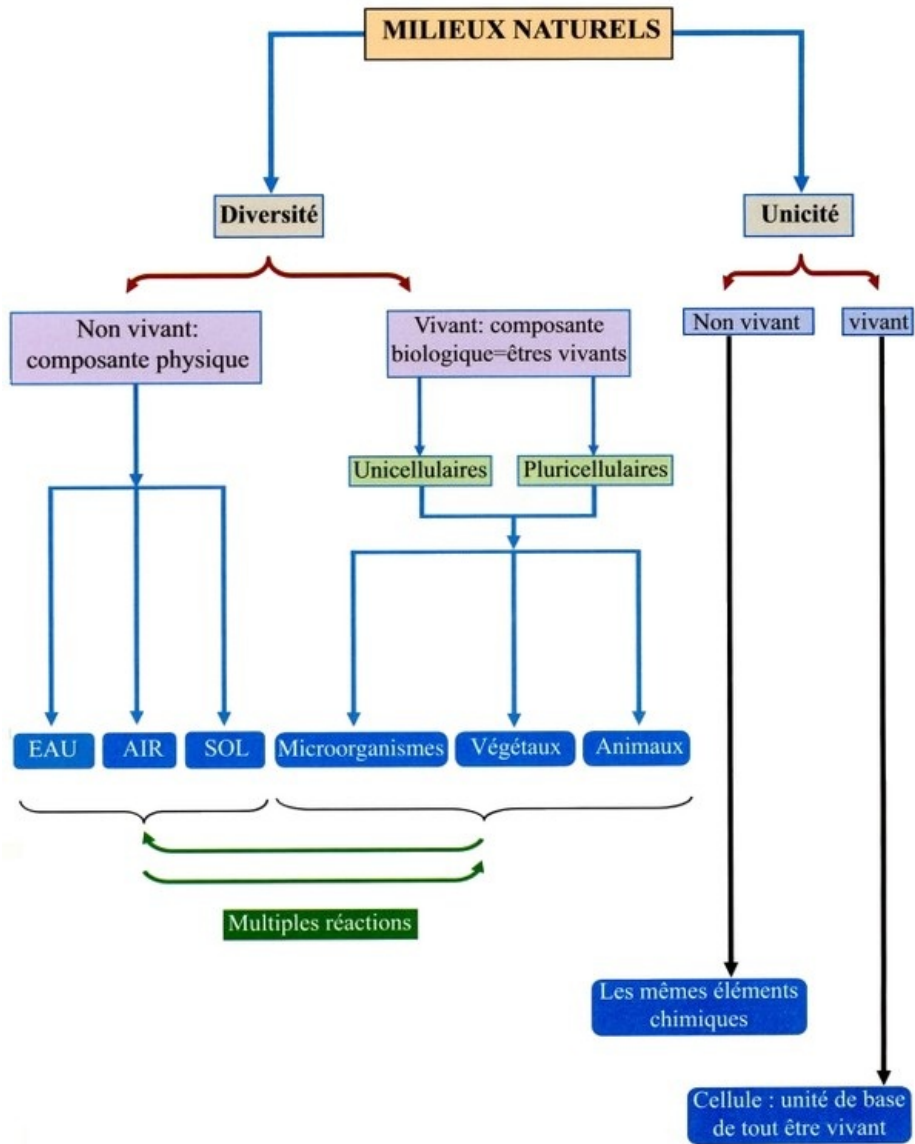 MILIEUX NATURELS
Diversité
Unicité
Non vivant:
composante physique
Vivant: composante
biologique=êtres vivants
Non vivant
vivant
Unicellulaires
Pluricellulaires
EAU
AIR
SOL
Microorganismes
Végétaux
Animaux
Multiples réactions
Les mêmes éléments
chimiques
Cellule : unité de base
de tout être vivant